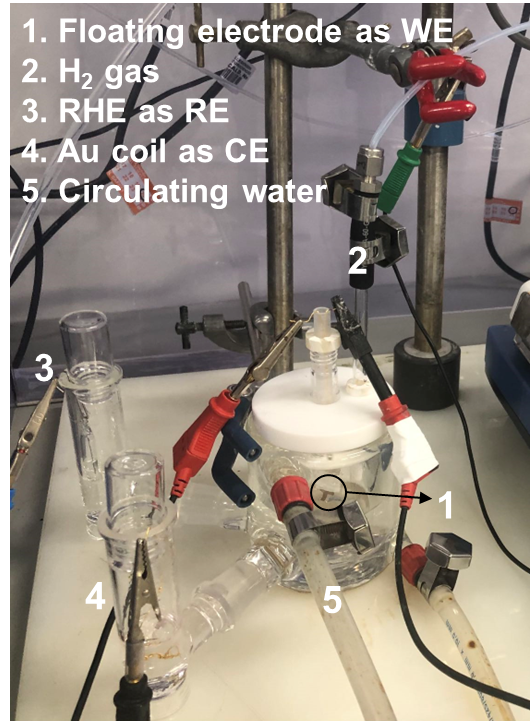 1. Floating electrode as WE
2. H₂ gas
3. RHE as RE
4. Au coil as CE
5. Circulating water
2
3
1
4
5